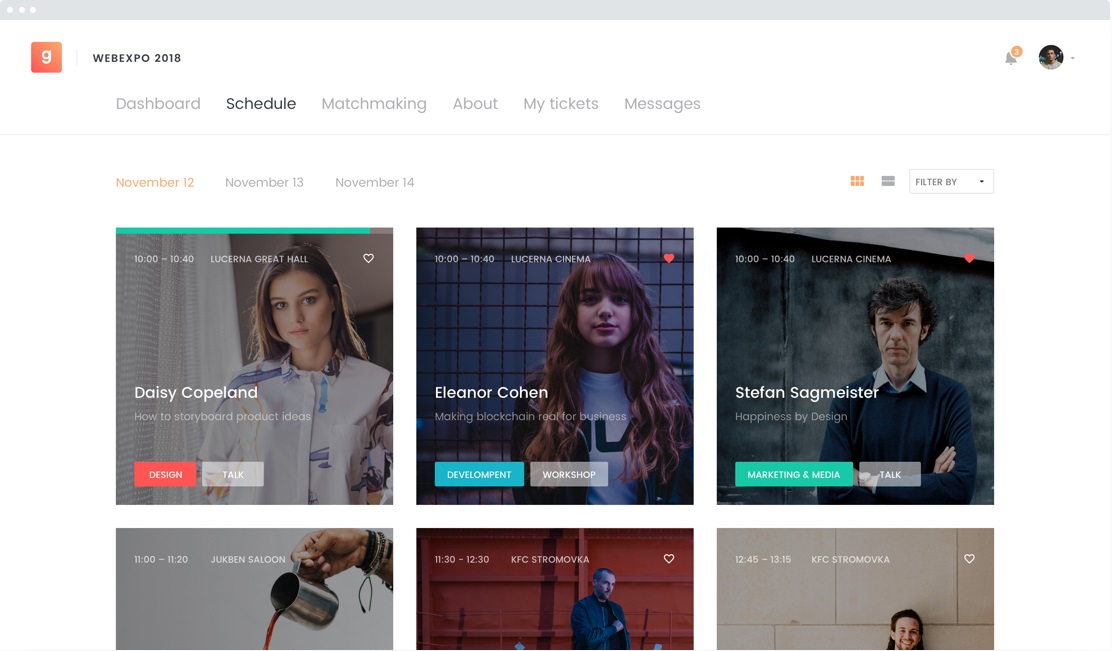 g
WEBEXPO 2018
3
Dashboard Schedule Matchmaking About My tickets Messages
November 12 November 13 November 14
FILTER BY
10:00 – 10:40 LUCERNA GREAT HALL
Daisy Copeland
How to storyboard product ideas
DESIGN TALK
10:00 – 10:40 LUCERNA CINEMA
Eleanor Cohen
Making blockchain real for business
DEVELOMPENT WORKSHOP
10:00 – 10:40 LUCERNA CINEMA
Stefan Sagmeister
Happiness by Design
MARKETING & MEDIA TALK
11:00 – 11:20 JUKBEN SALOON
11:30 - 12:30 KFC STROMOVKA
12:45 – 13:15 KFC STROMOVKA